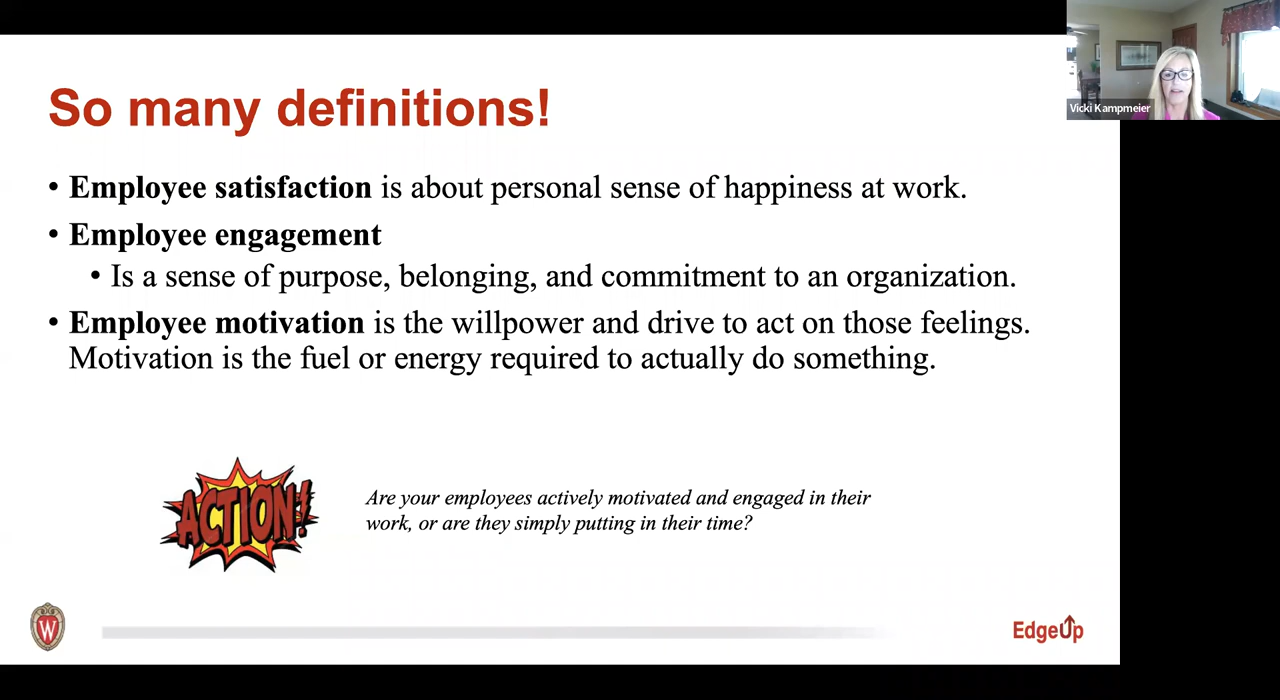 So many definitions!
Vicki Kampmeier
• Employee satisfaction is about personal sense of happiness at work.
• Employee engagement
• Is a sense of purpose, belonging, and commitment to an organization.
• Employee motivation is the willpower and drive to act on those feelings.
Motivation is the fuel or energy required to actually do something.
ACTION!
Are your employees actively motivated and engaged in their
work, or are they simply putting in their time?
W
EdgeUp